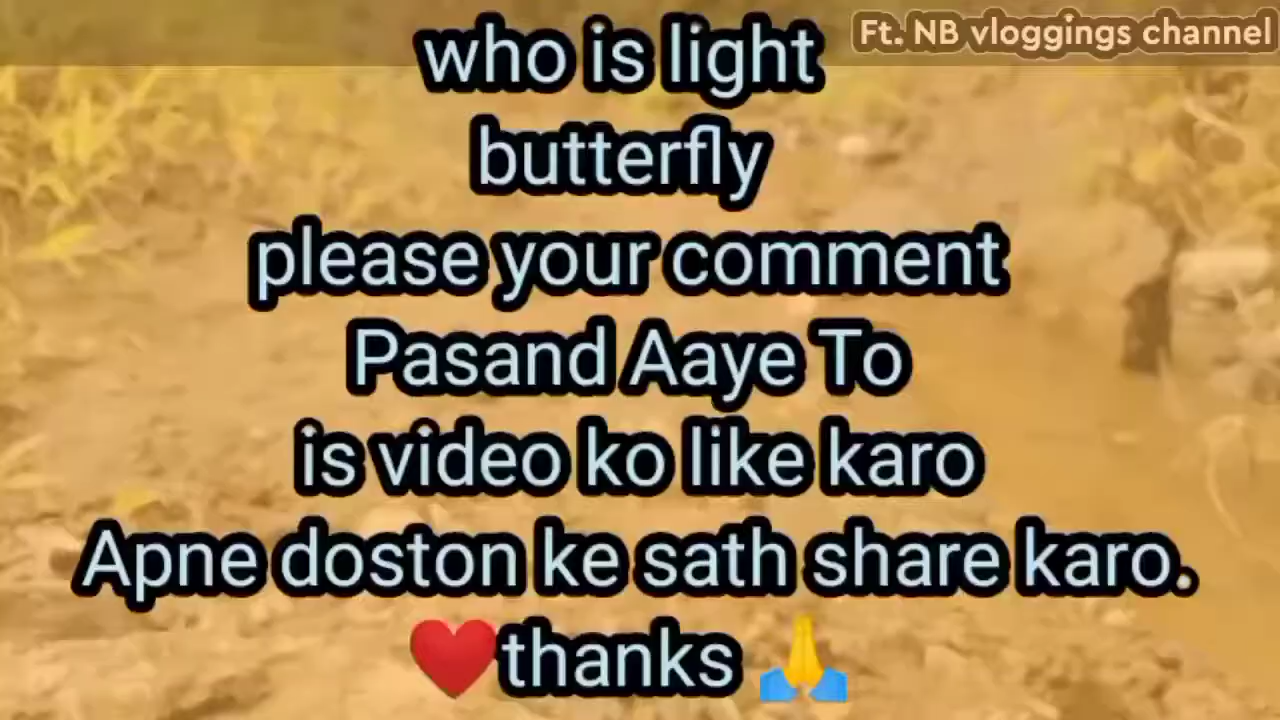 Ft. NB vloggings channel
who is light
butterfly
please your comment
Pasand Aaye To
is video ko like karo
Apne doston ke sath share karo.
❤️thanks 🙏